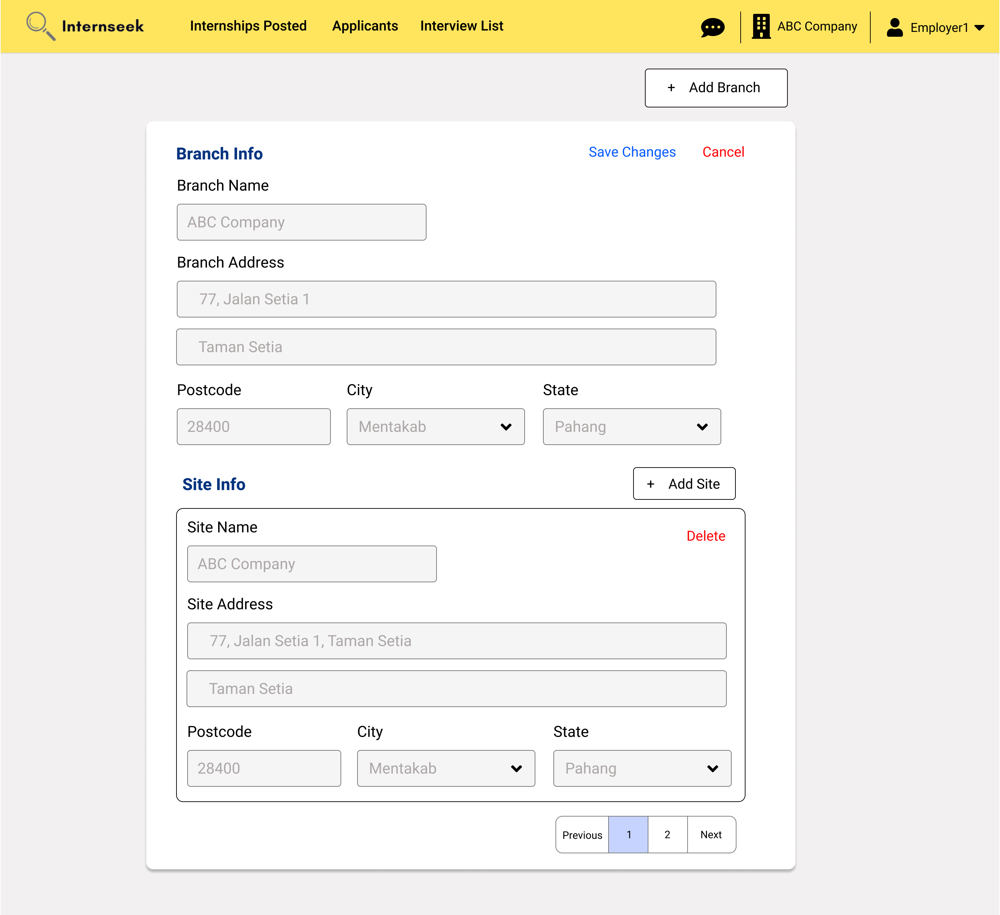 Internseek Internships Posted Applicants Interview List ABC Company Employer1
+ Add Branch
Branch Info Save Changes Cancel
Branch Name
ABC Company
Branch Address
77, Jalan Setia 1
Taman Setia
Postcode City State
28400 Mentakab Pahang
Site Info + Add Site
Site Name
Delete
ABC Company
Site Address
77, Jalan Setia 1, Taman Setia
Taman Setia
Postcode City State
28400 Mentakab Pahang
Previous 1 2 Next